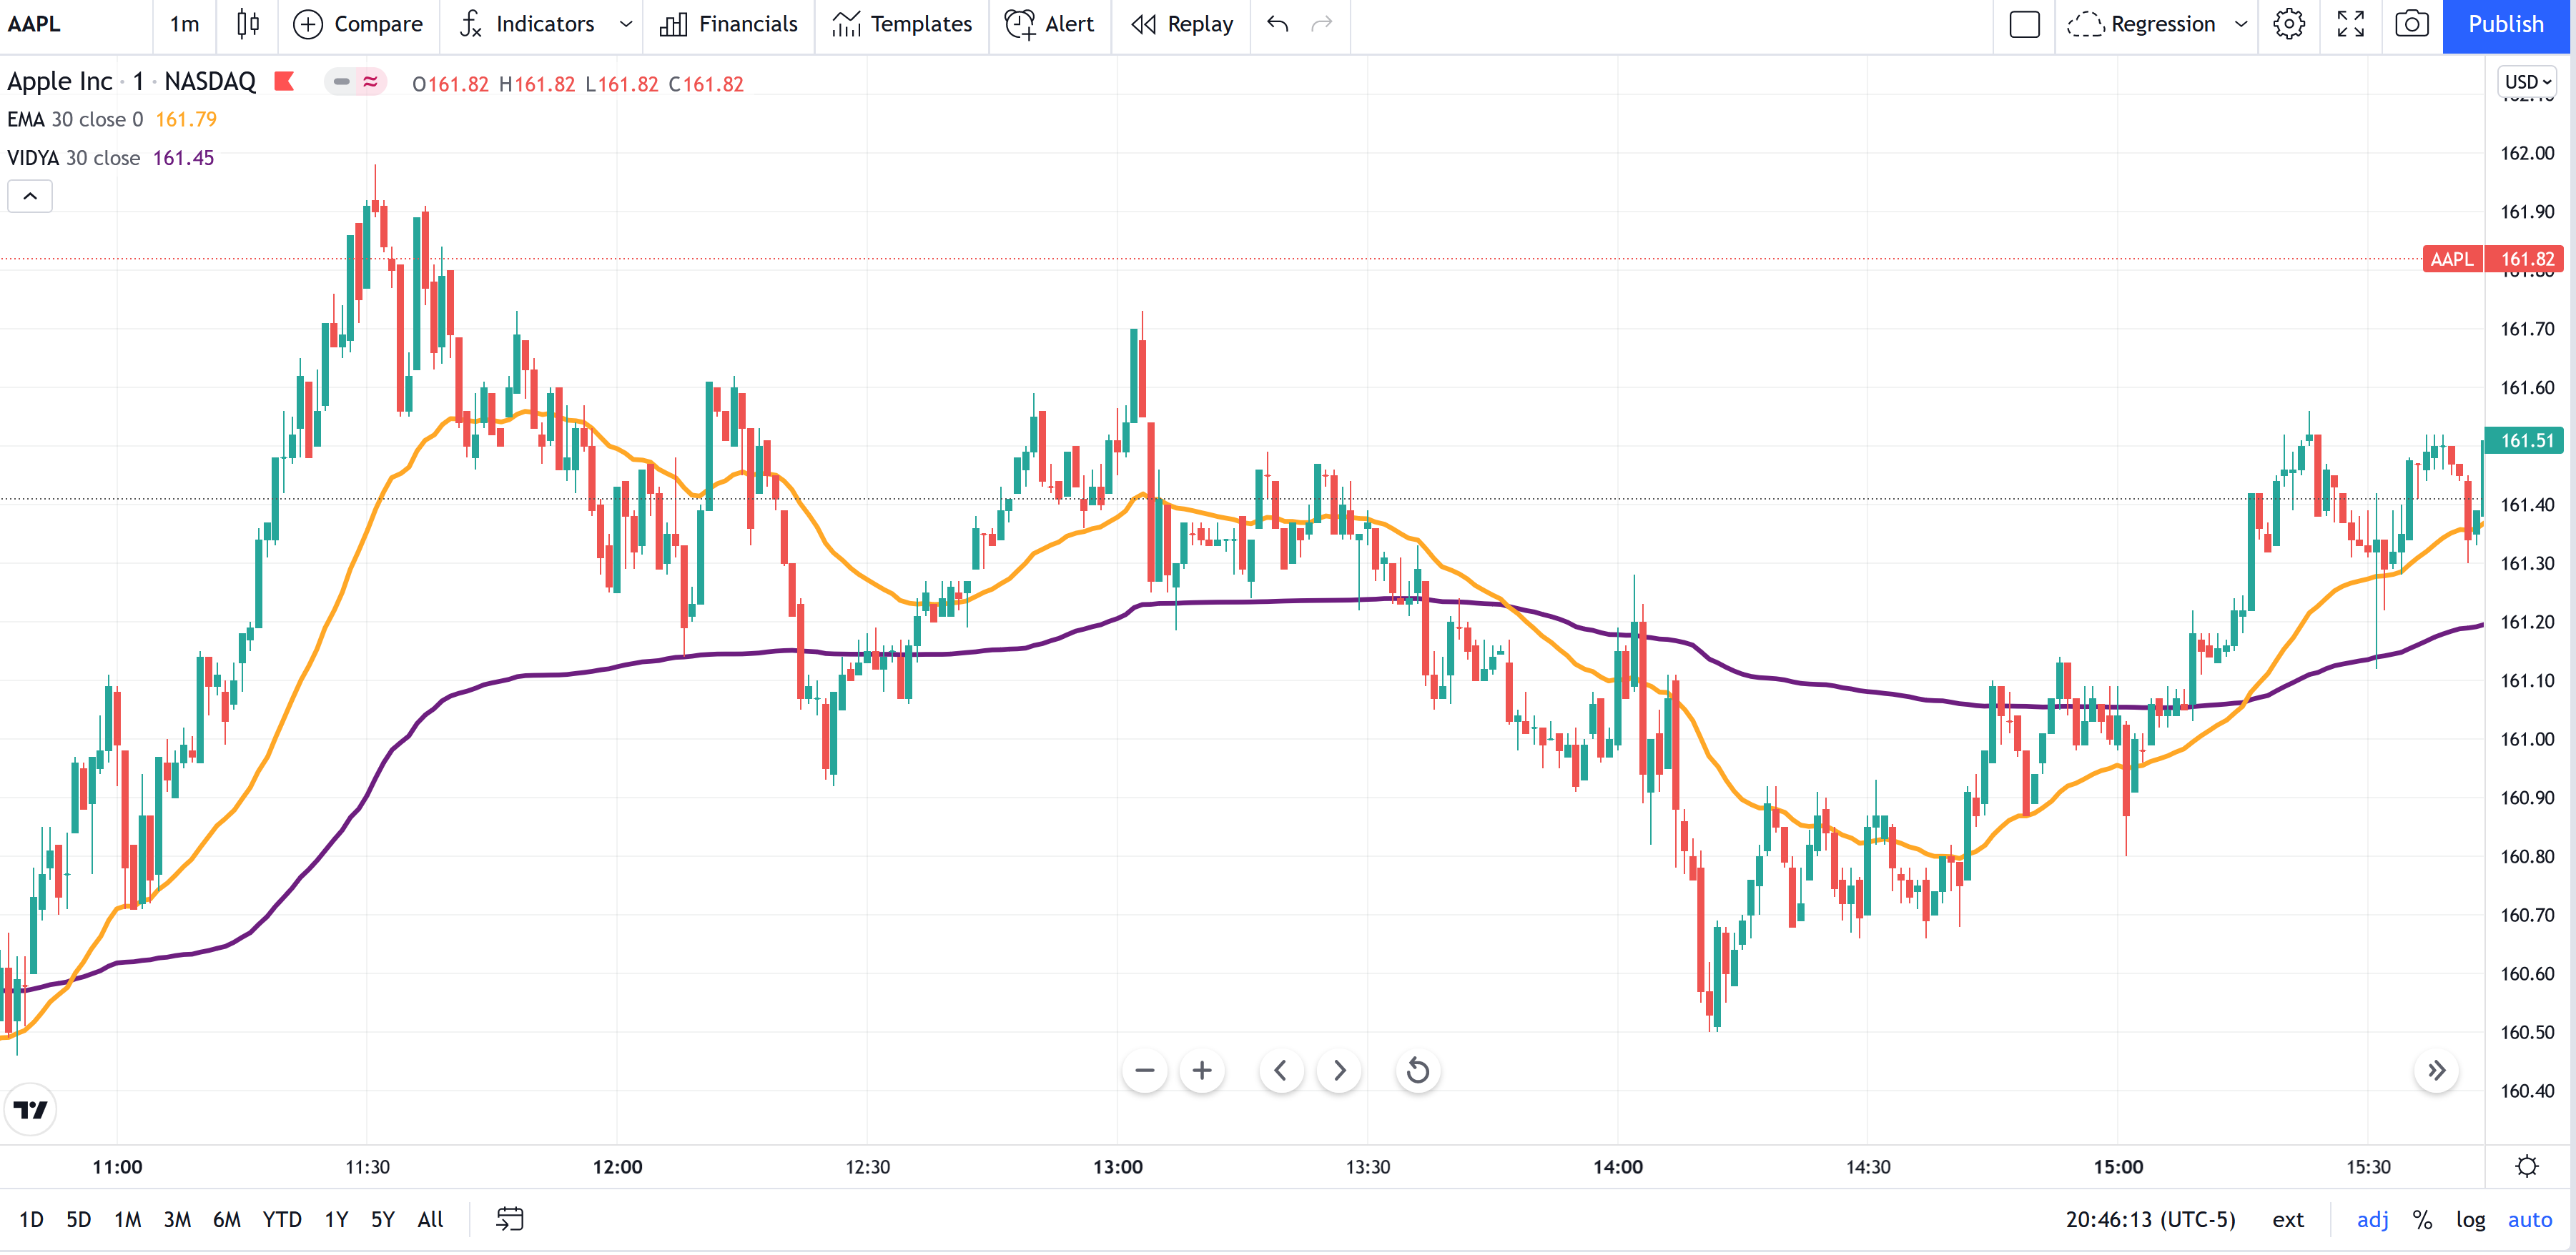 AAPL 1m Compare Indicators Financials Templates Alert Replay Regression Publish
Apple Inc · 1 · NASDAQ O161.82 H161.82 L161.82 C161.82
USD
EMA 30 close 0 161.79
VIDYA 30 close 161.45
162.10
162.00
161.90
AAPL 161.82
161.80
161.70
161.60
161.51
161.40
161.30
161.20
161.10
161.00
160.90
160.80
160.70
160.60
160.50
160.40
11:00 11:30 12:00 12:30 13:00 13:30 14:00 14:30 15:00 15:30
1D 5D 1M 3M 6M YTD 1Y 5Y All 20:46:13 (UTC-5) ext adj % log auto